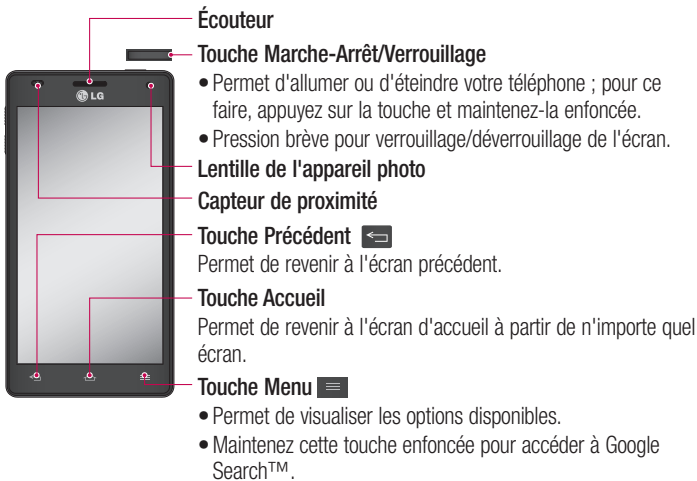 Écouteur
Touche Marche-Arrêt/Verrouillage
• Permet d'allumer ou d'éteindre votre téléphone ; pour ce
faire, appuyez sur la touche et maintenez-la enfoncée.
• Pression brève pour verrouillage/déverrouillage de l'écran.
LG
Lentille de l'appareil photo
Capteur de proximité
Touche Précédent
Permet de revenir à l'écran précédent.
Touche Accueil
Permet de revenir à l'écran d'accueil à partir de n'importe quel
écran.
Touche Menu
• Permet de visualiser les options disponibles.
• Maintenez cette touche enfoncée pour accéder à Google
Search™.